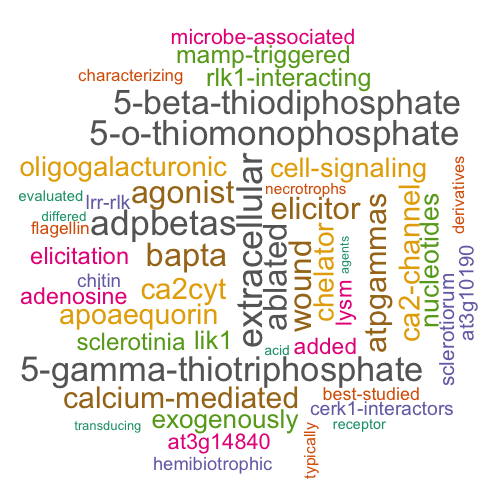 microbe-associated
mamp-triggered
characterizing rlk1-interacting
5-beta-thiodiphosphate
5-o-thiomonophosphate
oligogalacturonic cell-signaling
evaluated lrr-rlk agonist necrotrophs
differed
flagellin adpbetas elicitor
elicitation bapta
extracellular
ablated
wound
chelator
agents
lysm
atpgammas
ca2-channel
nucleotides
derivatives
sclerotiorum
at3g10190
chitin
adenosine ca2cyt
apoaequorin
sclerotinia lik1 added
acid
5-gamma-thiotriphosphate
calcium-mediated best-studied
cerk1-interactors
transducing exogenously receptor
at3g14840
typically
hemibiotrophic